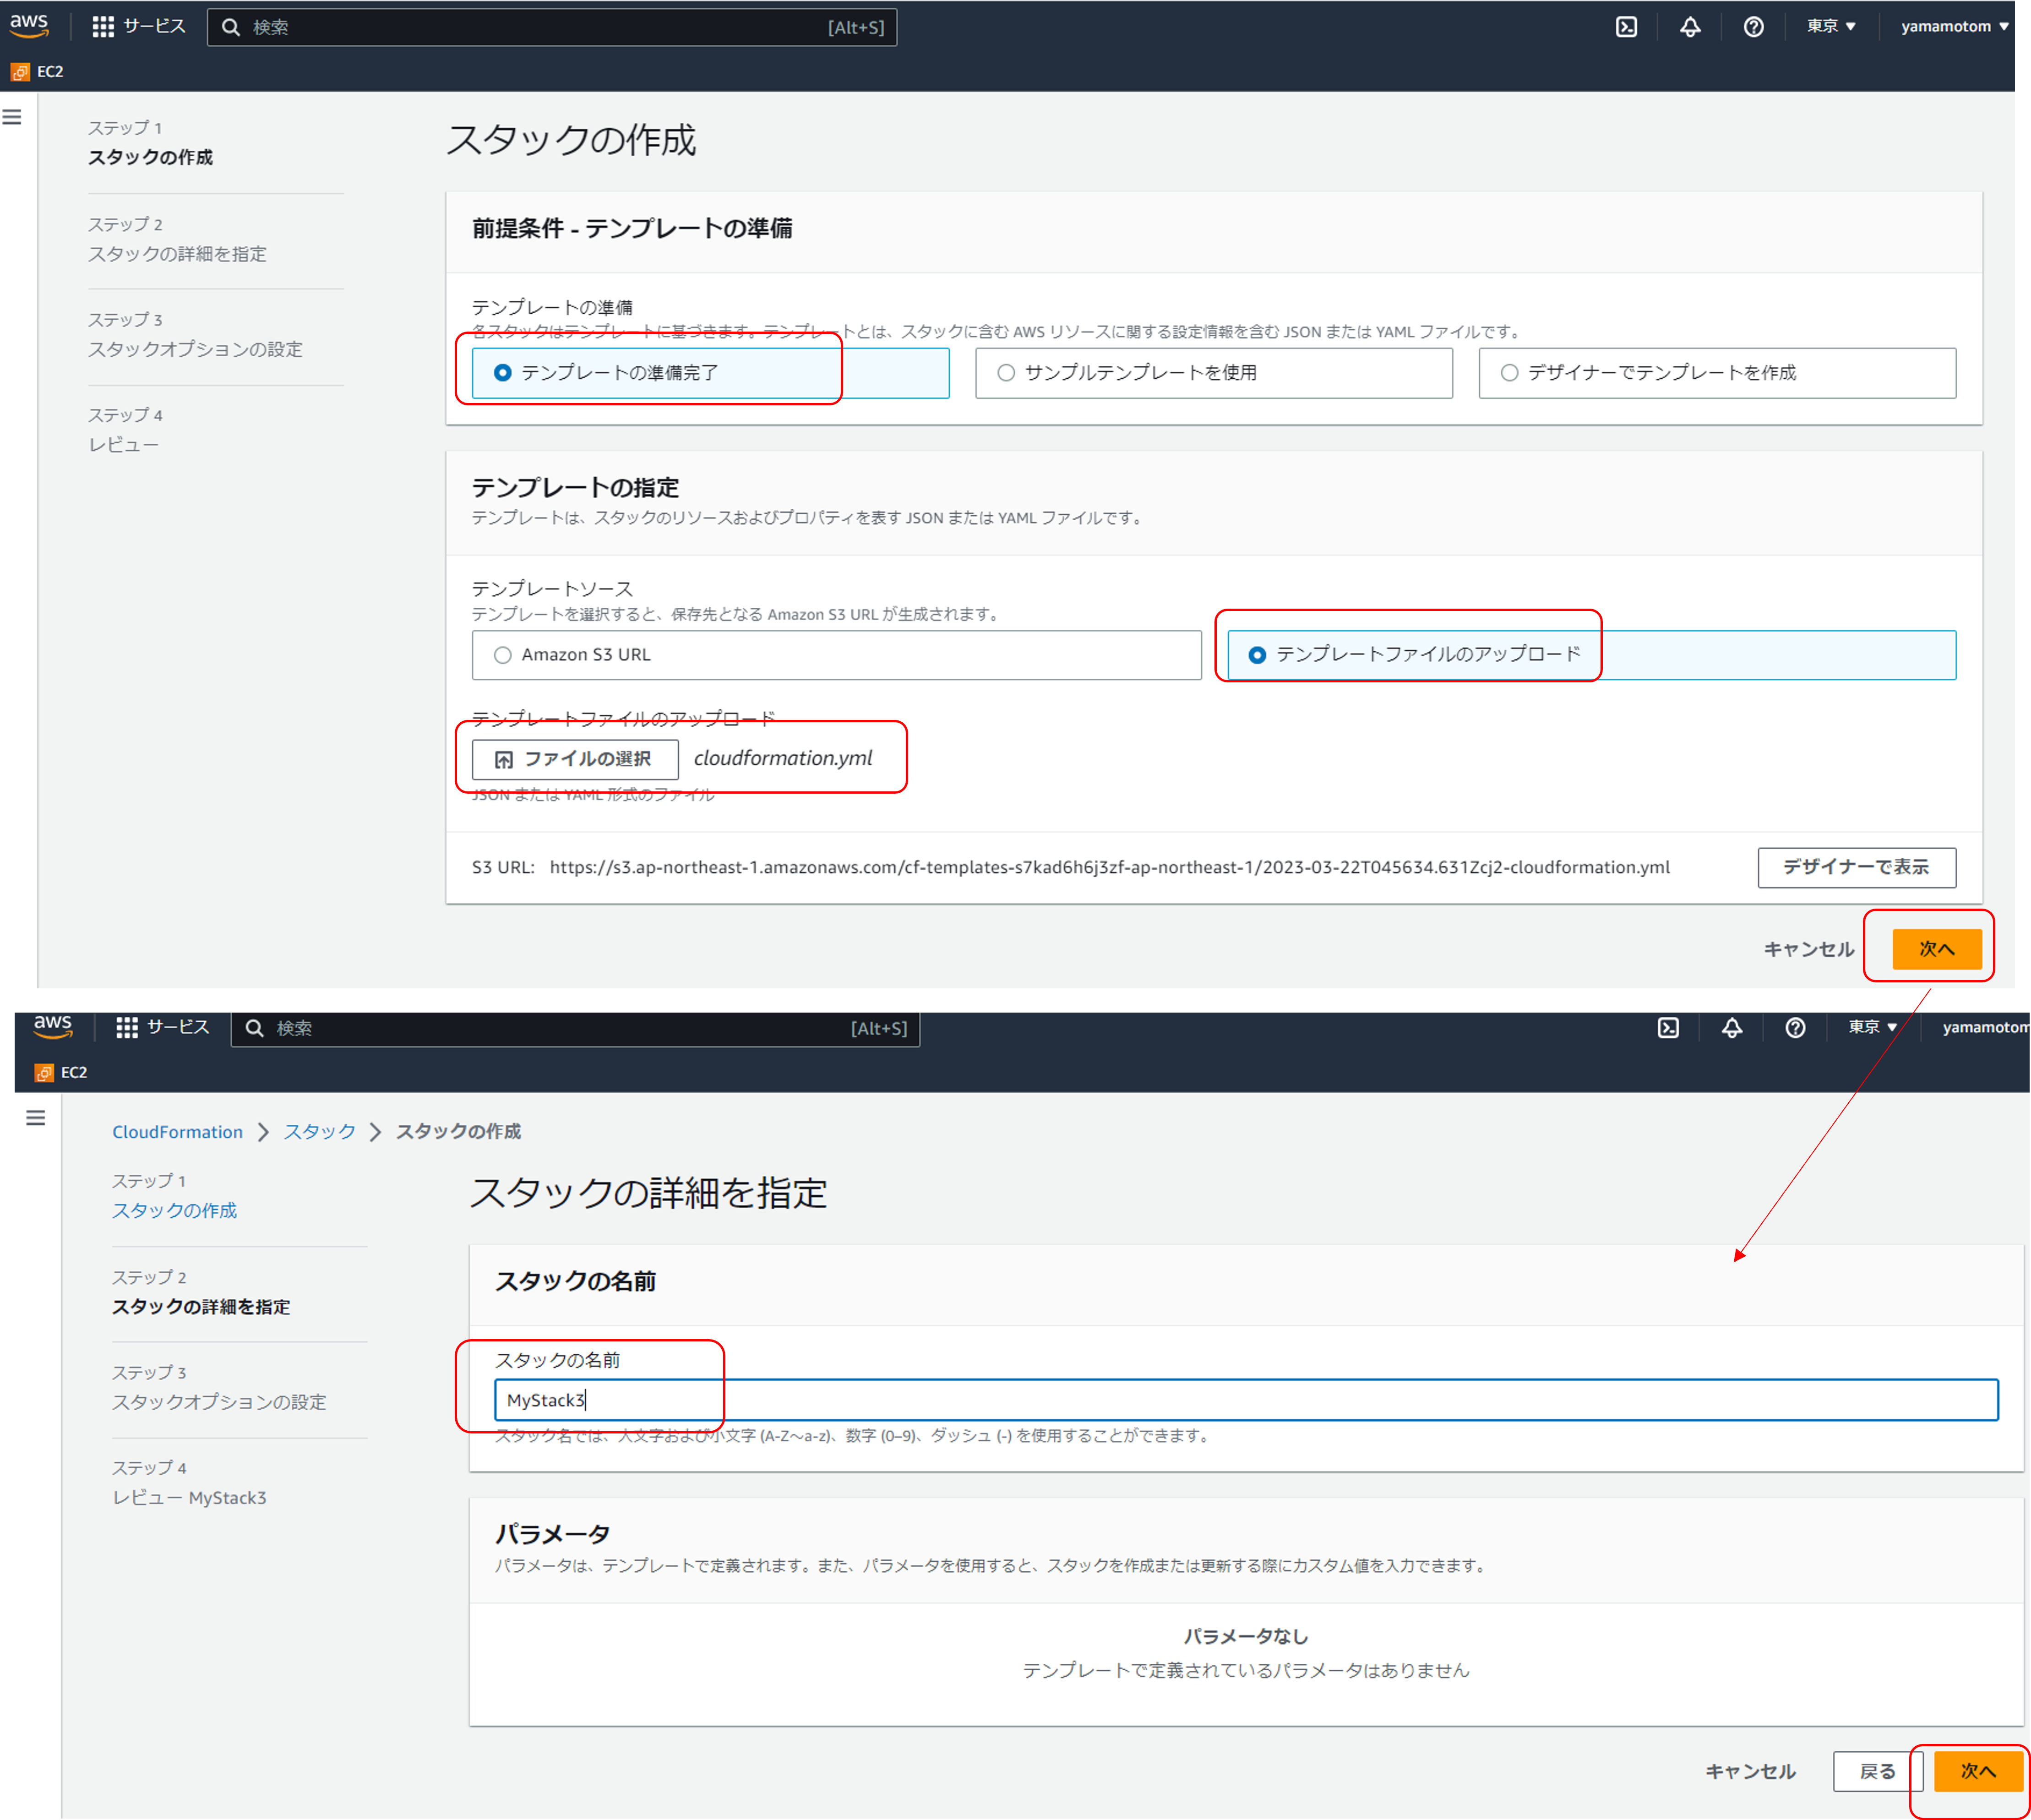 aws サービス 検索 [Alt+S] 東京 ▼ yamamotom ▼
EC2
ステップ 1
スタックの作成
ステップ 2
スタックの詳細を指定
ステップ 3
スタックオプションの設定
ステップ 4
レビュー
スタックの作成
前提条件 - テンプレートの準備
テンプレートの準備
各スタックはテンプレートに基づきます。テンプレートとは、スタックに含む AWS リソースに関する設定情報を含む JSON または YAML ファイルです。
テンプレートの準備完了 サンプルテンプレートを使用 デザイナーでテンプレートを作成
テンプレートの指定
テンプレートは、スタックのリソースおよびプロパティを表す JSON または YAML ファイルです。
テンプレートソース
テンプレートを選択すると、保存先となる Amazon S3 URL が生成されます。
Amazon S3 URL テンプレートファイルのアップロード
テンプレートファイルのアップロード
ファイルの選択 cloudformation.yml
JSON または YAML 形式のファイル
S3 URL: https://s3.ap-northeast-1.amazonaws.com/cf-templates-s7kad6h6j3zf-ap-northeast-1/2023-03-22T045634.631Zcj2-cloudformation.yml デザイナーで表示
キャンセル 次へ
aws サービス 検索 [Alt+S] 東京 ▼ yamamotom
EC2
CloudFormation > スタック > スタックの作成
ステップ 1
スタックの作成
ステップ 2
スタックの詳細を指定
ステップ 3
スタックオプションの設定
ステップ 4
レビュー MyStack3
スタックの詳細を指定
スタックの名前
スタックの名前
MyStack3
スタック名では、大文字および小文字 (A-Z～a-z)、数字 (0-9)、ダッシュ (-) を使用することができます。
パラメータ
パラメータは、テンプレートで定義されます。また、パラメータを使用すると、スタックを作成または更新する際にカスタム値を入力できます。
パラメータなし
テンプレートで定義されているパラメータはありません
キャンセル 戻る 次へ